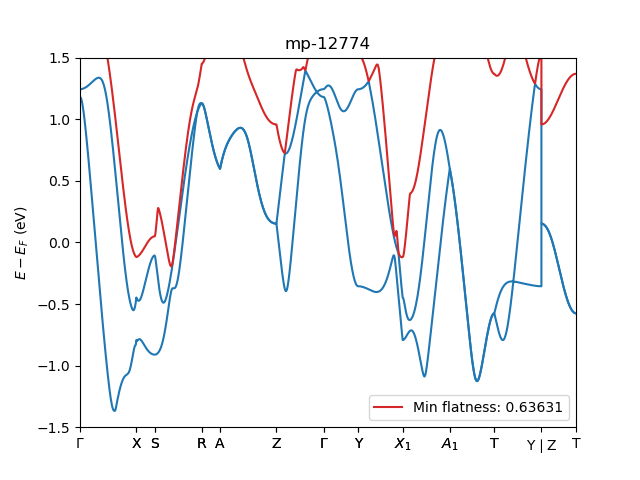 mp-12774
1.5
1.0
0.5
0.0
−0.5
−1.0
−1.5
E − E_F (eV)
Min flatness: 0.63631
Γ X S R A Z Γ Y X₁ A₁ T Y | Z T